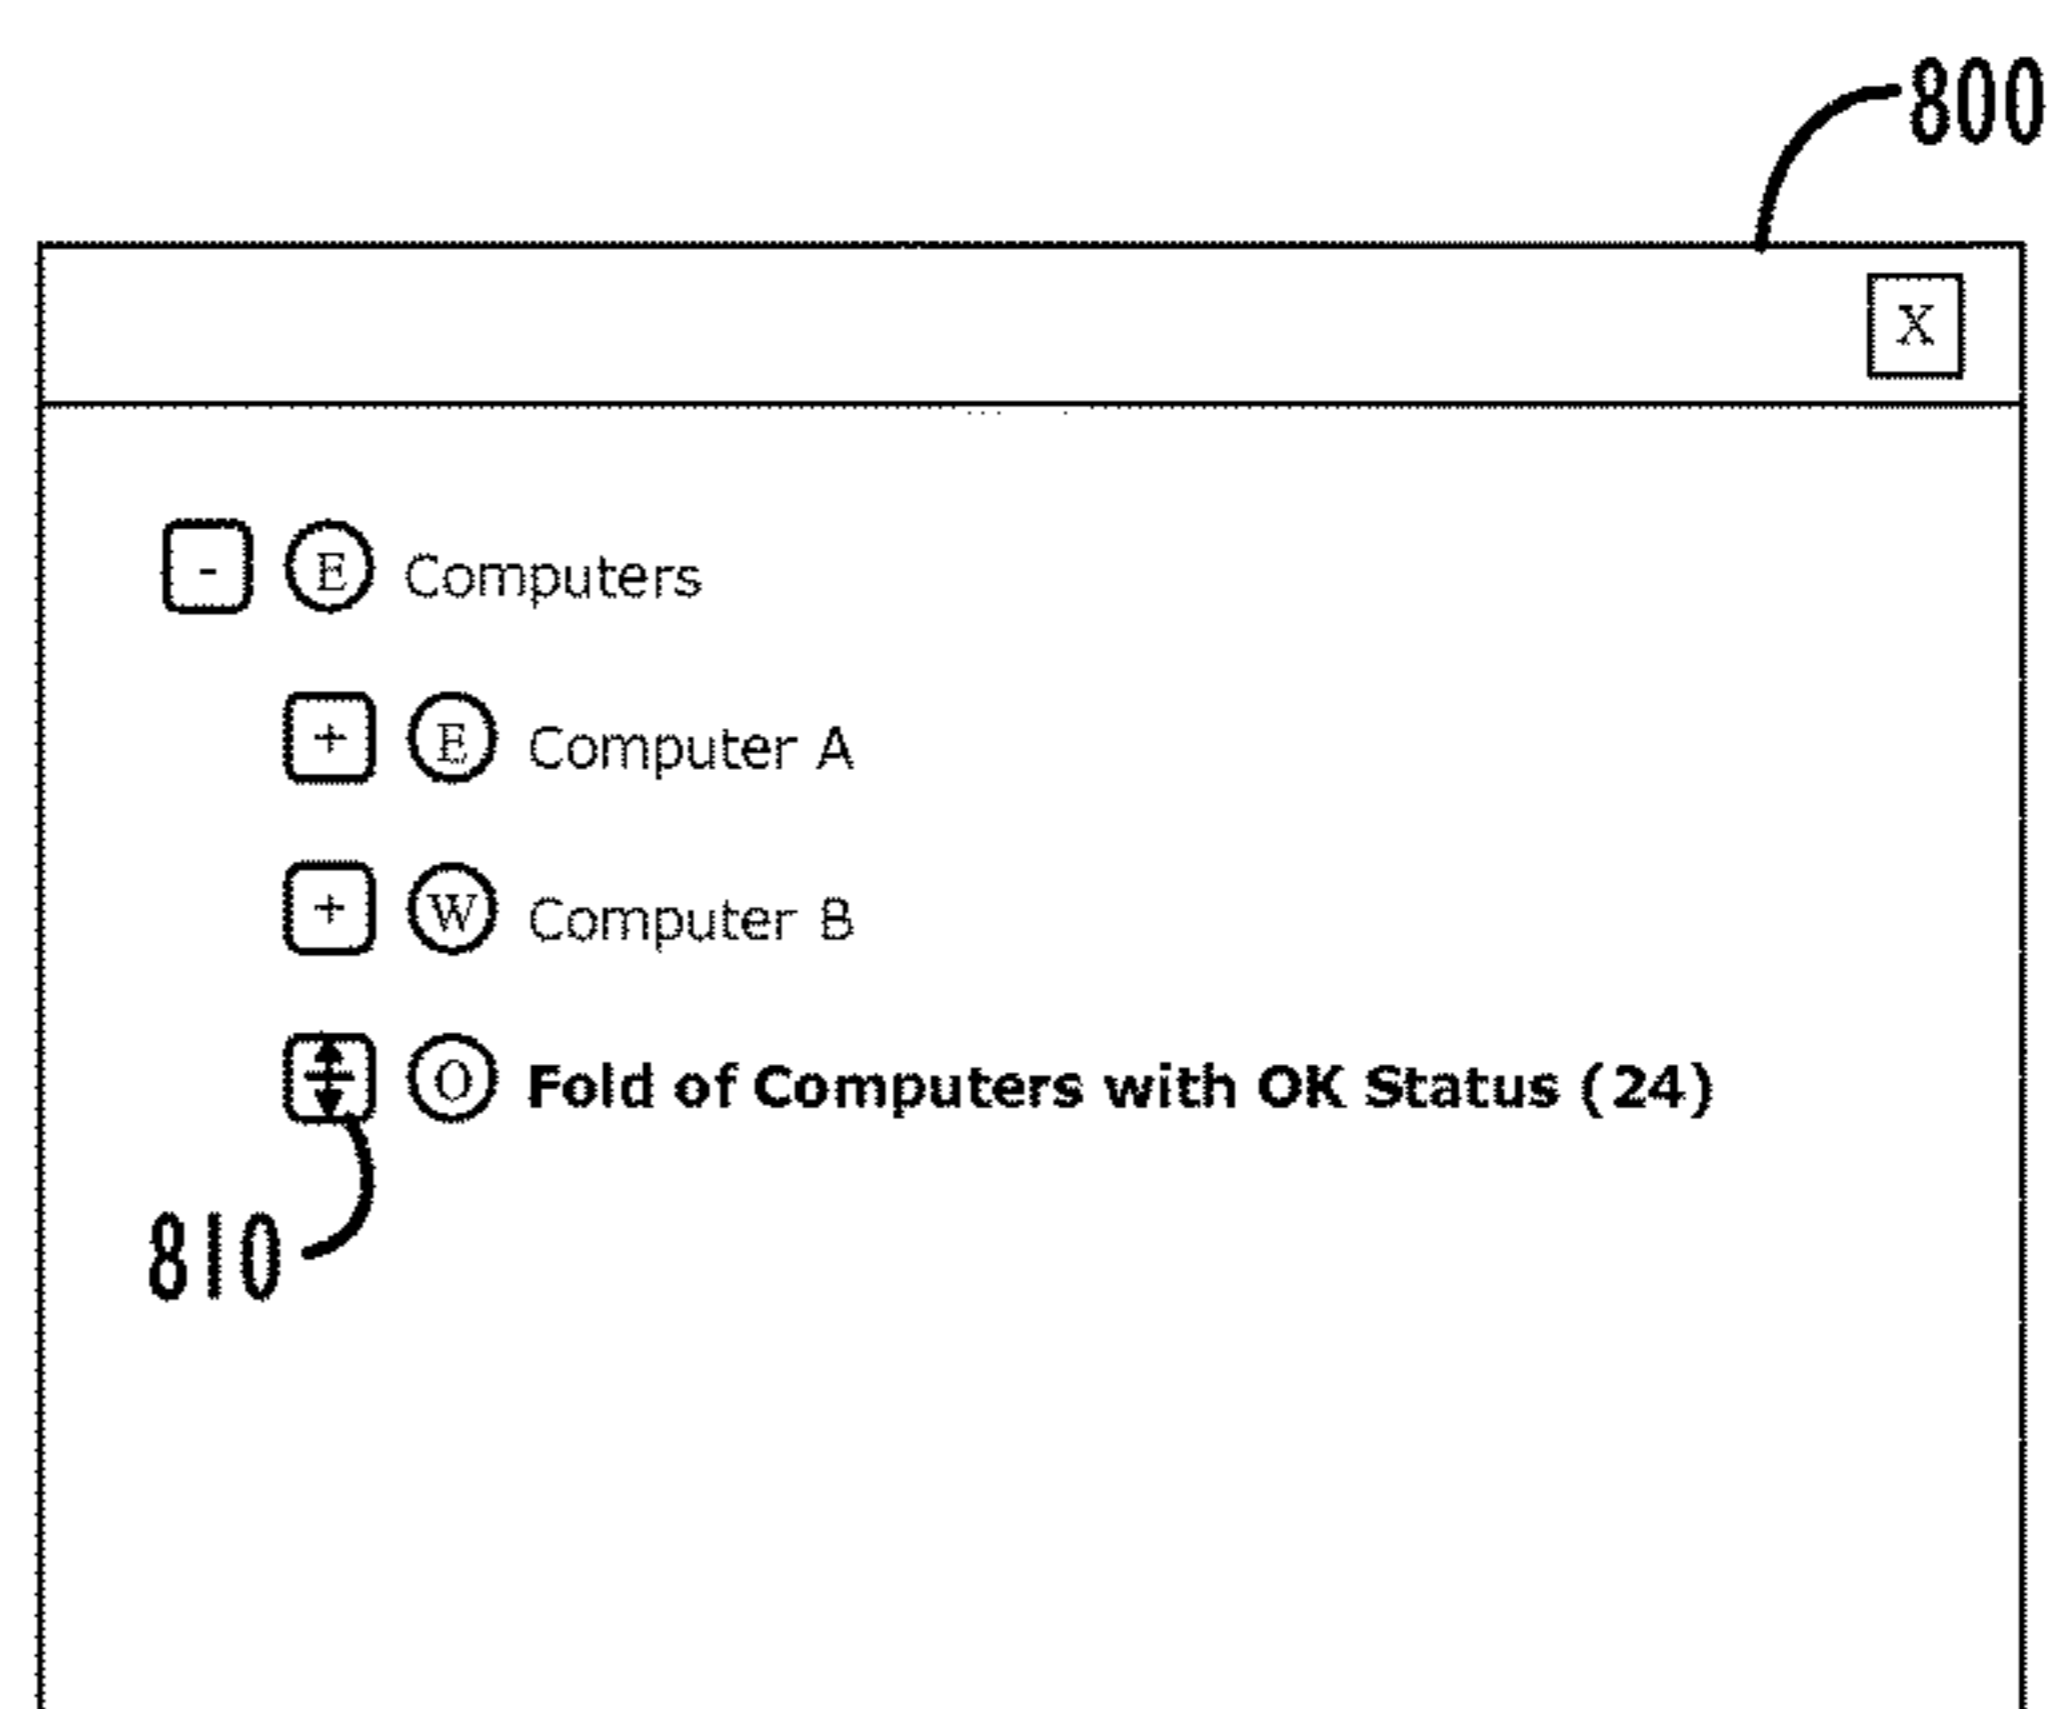 800
X
- E Computers
+ E Computer A
+ W Computer B
O Fold of Computers with OK Status (24)
810